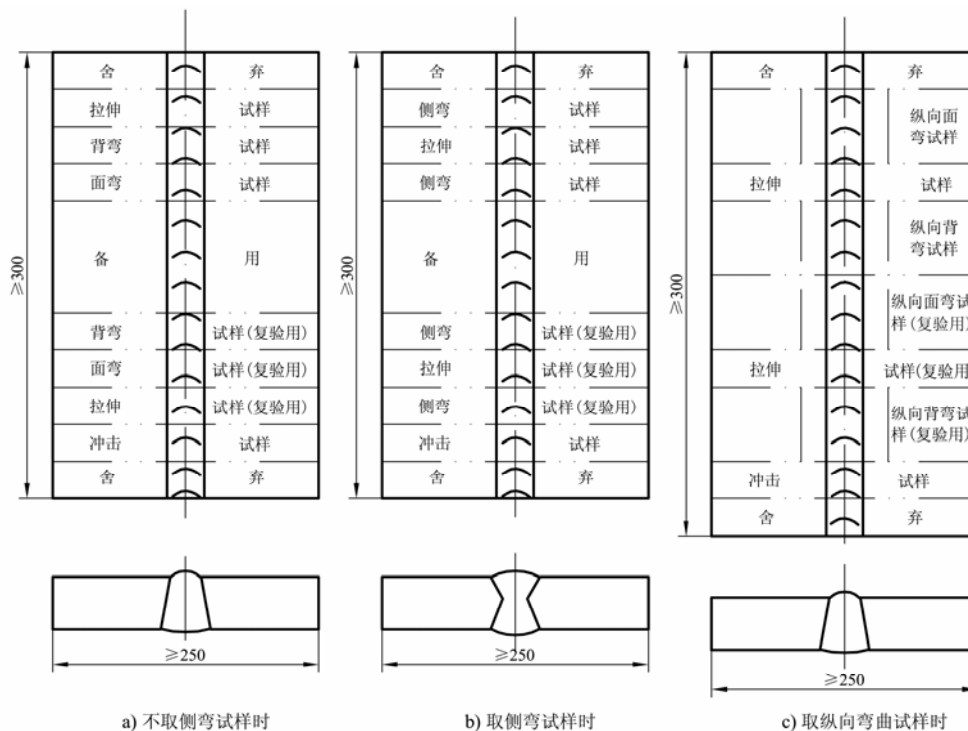 舍 弃
拉伸 试样
背弯 试样
面弯 试样
备 用
背弯 试样(复验用)
面弯 试样(复验用)
拉伸 试样(复验用)
冲击 试样
舍 弃
≥300
≥250
a) 不取侧弯试样时
舍 弃
侧弯 试样
拉伸 试样
侧弯 试样
备 用
侧弯 试样(复验用)
拉伸 试样(复验用)
侧弯 试样(复验用)
冲击 试样
舍 弃
≥300
≥250
b) 取侧弯试样时
舍 弃
纵向面
弯试样
拉伸 试样
纵向背
弯试样
纵向面弯试
样(复验用)
拉伸 试样(复验用)
纵向背弯试
样(复验用)
冲击 试样
舍 弃
≥300
≥250
c) 取纵向弯曲试样时